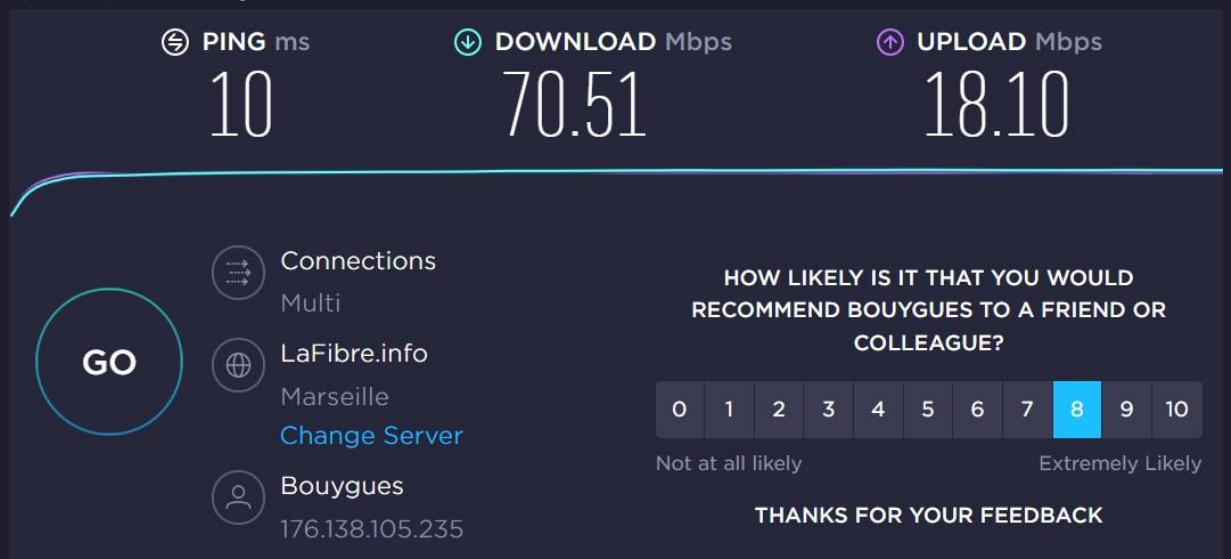 PING ms
10
DOWNLOAD Mbps
70.51
UPLOAD Mbps
18.10
GO
Connections
Multi
LaFibre.info
Marseille
Change Server
Bouygues
176.138.105.235
HOW LIKELY IS IT THAT YOU WOULD
RECOMMEND BOUYGUES TO A FRIEND OR
COLLEAGUE?
0 1 2 3 4 5 6 7 8 9 10
Not at all likely
Extremely Likely
THANKS FOR YOUR FEEDBACK